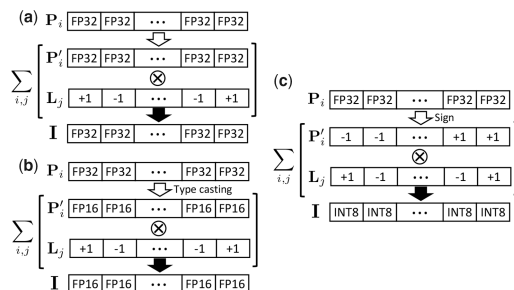 (a)
P_i FP32 FP32 ⋯ FP32 FP32
P′_i FP32 FP32 ⋯ FP32 FP32
⊗
∑_{i,j}
L_j +1 -1 ⋯ -1 +1
I FP32 FP32 ⋯ FP32 FP32
(b)
P_i FP32 FP32 ⋯ FP32 FP32
Type casting
P′_i FP16 FP16 ⋯ FP16 FP16
⊗
∑_{i,j}
L_j +1 -1 ⋯ -1 +1
I FP16 FP16 ⋯ FP16 FP16
(c)
P_i FP32 FP32 ⋯ FP32 FP32
Sign
P′_i -1 -1 ⋯ +1 +1
⊗
∑_{i,j}
L_j +1 -1 ⋯ -1 +1
I INT8 INT8 ⋯ INT8 INT8